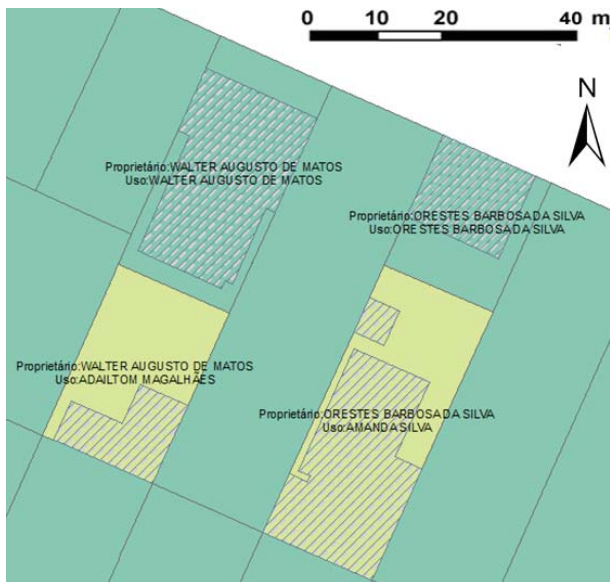 0 10 20 40 m
N
Proprietário:WALTER AUGUSTO DE MATOS
Uso:WALTER AUGUSTO DE MATOS
Proprietário:ORESTES BARBOSA DA SILVA
Uso:ORESTES BARBOSA DA SILVA
Proprietário:WALTER AUGUSTO DE MATOS
Uso:ADAILTOM MAGALHÃES
Proprietário:ORESTES BARBOSA DA SILVA
Uso:AMANDA SILVA